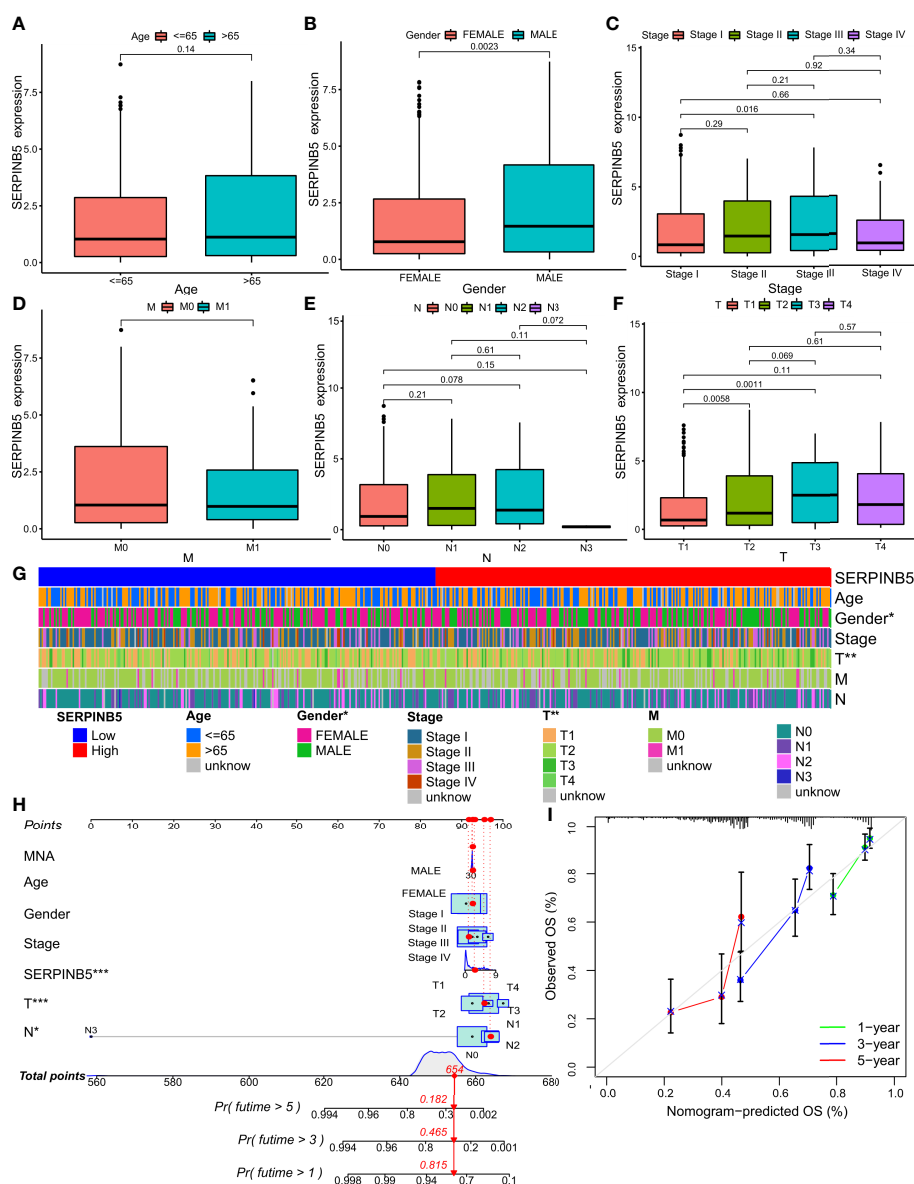 A
Age <=65 >65
0.14
SERPINB5 expression
7.5
5.0
2.5
0.0
<=65 >65
Age
B
Gender FEMALE MALE
0.0023
SERPINB5 expression
7.5
5.0
2.5
0.0
FEMALE MALE
Gender
C
Stage Stage I Stage II Stage III Stage IV
0.34
0.92
0.21
0.66
0.016
0.29
SERPINB5 expression
15
10
5
0
Stage I Stage II Stage III Stage IV
Stage
D
M M0 M1
SERPINB5 expression
7.5
5.0
2.5
0.0
M0 M1
M
E
N N0 N1 N2 N3
0.072
0.11
0.61
0.15
0.078
0.21
SERPINB5 expression
15
10
5
0
N0 N1 N2 N3
N
F
T T1 T2 T3 T4
0.57
0.61
0.069
0.11
0.0011
0.0058
SERPINB5 expression
15
10
5
0
T1 T2 T3 T4
T
G
SERPINB5
Age
Gender*
Stage
T**
M
N
SERPINB5
Low
High
Age
<=65
>65
unknow
Gender*
FEMALE
MALE
Stage
Stage I
Stage II
Stage III
Stage IV
unknow
T**
T1
T2
T3
T4
unknow
M
M0
M1
unknow
N0
N1
N2
N3
unknow
H
Points
0 10 20 30 40 50 60 70 80 90 100
MNA
Age
MALE
30
Gender
FEMALE
Stage
Stage I
Stage II
Stage III
Stage IV
SERPINB5***
0 9
T***
T1 T4
T2 T3
N*
N3
N1
N2
N0
Total points
560 580 600 620 640 660 680
654
Pr( futime > 5 )
0.182
0.994 0.96 0.8 0.3 0.002
Pr( futime > 3 )
0.465
0.994 0.96 0.8 0.2 0.001
Pr( futime > 1 )
0.815
0.998 0.99 0.94 0.7 0.1
I
Observed OS (%)
1.0
0.8
0.6
0.4
0.2
0.0
0.0 0.2 0.4 0.6 0.8 1.0
Nomogram−predicted OS (%)
1-year
3-year
5-year